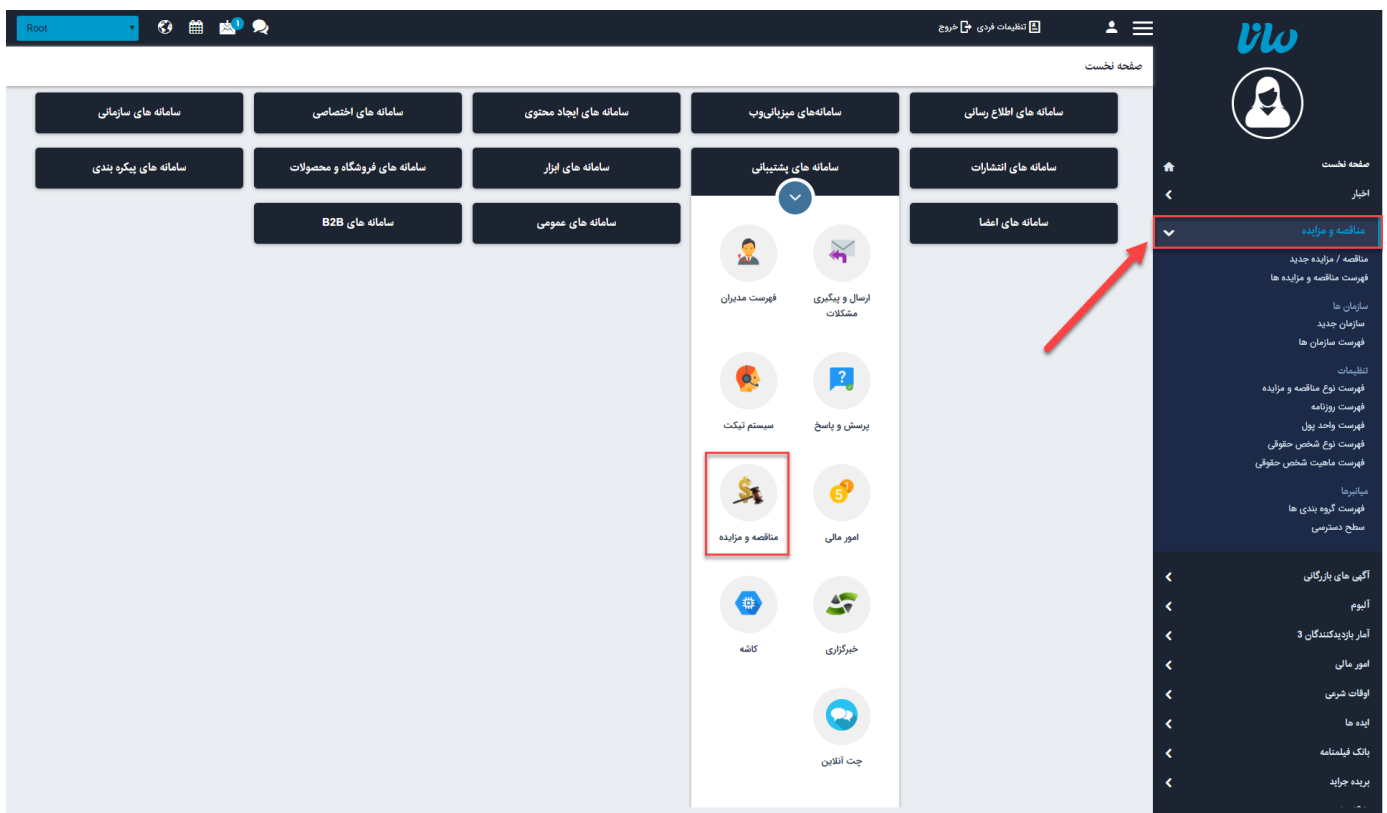 مانا
تنظیمات فردی
خروج
1
Root
صفحه نخست
سامانه های اطلاع رسانی
سامانه‌های میزبانی‌وب
سامانه های ایجاد محتوی
سامانه های اختصاصی
سامانه های سازمانی
سامانه های انتشارات
سامانه های پشتیبانی
سامانه های ابزار
سامانه های فروشگاه و محصولات
سامانه های پیکره بندی
سامانه های اعضا
سامانه های عمومی
سامانه های B2B
ارسال و پیگیری
مشکلات
فهرست مدیران
پرسش و پاسخ
سیستم تیکت
امور مالی
مناقصه و مزایده
خبرگزاری
کاشه
چت آنلاین
صفحه نخست
اخبار
مناقصه و مزایده
مناقصه / مزایده جدید
فهرست مناقصه و مزایده ها
سازمان ها
سازمان جدید
فهرست سازمان ها
تنظیمات
فهرست نوع مناقصه و مزایده
فهرست روزنامه
فهرست واحد پول
فهرست نوع شخص حقوقی
فهرست ماهیت شخص حقوقی
میانبرها
فهرست گروه بندی ها
سطح دسترسی
آگهی های بازرگانی
آلبوم
آمار بازدیدکنندگان 3
امور مالی
اوقات شرعی
ایده ها
بانک فیلمنامه
بریده جراید